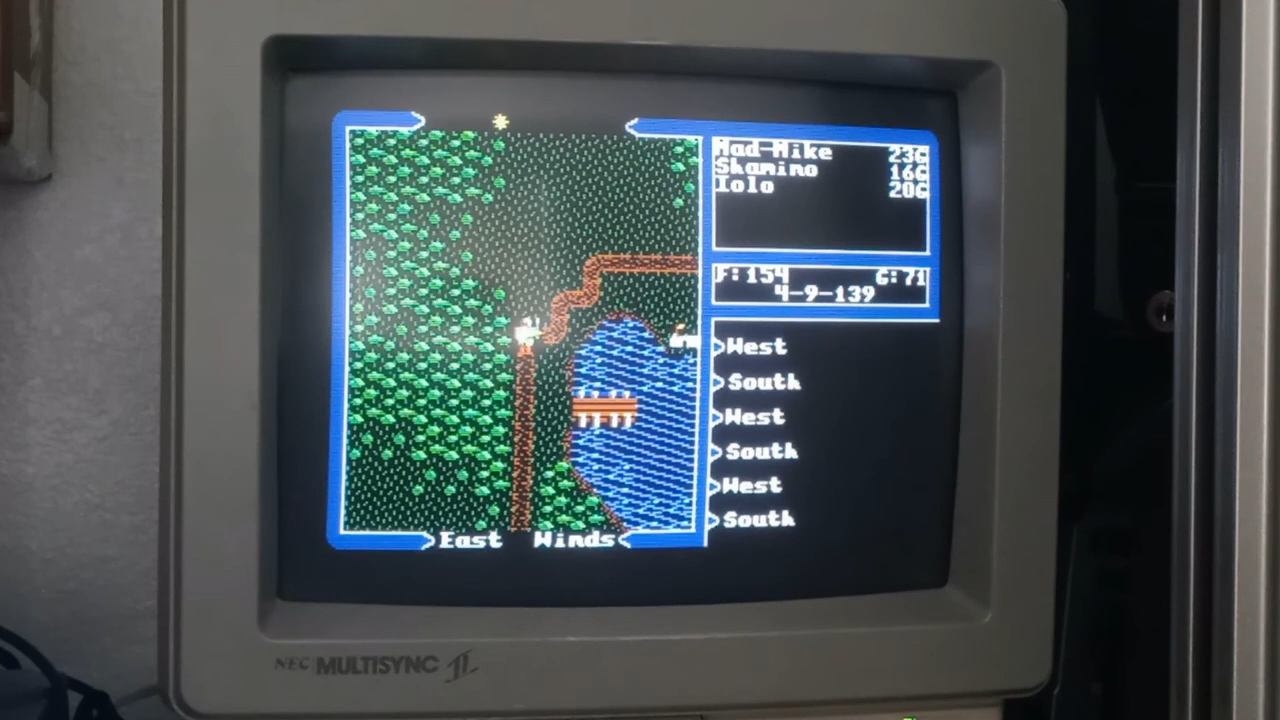 Mad-Mike 23G
Shamino 16G
Iolo 20G
F:154 G:71
4-9-139
West
South
West
South
West
South
East Winds
NEC MULTISYNC II